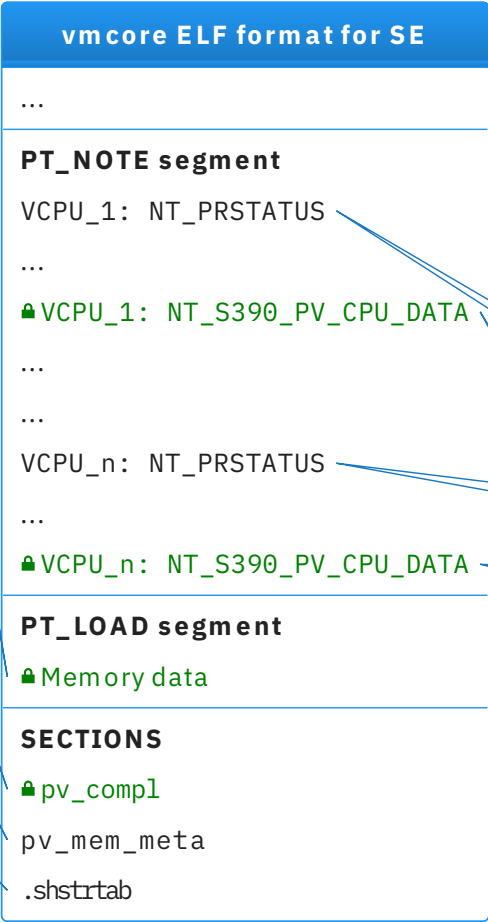 vmcore ELF format for SE
...
PT_NOTE segment
VCPU_1: NT_PRSTATUS
...
VCPU_1: NT_S390_PV_CPU_DATA
...
...
VCPU_n: NT_PRSTATUS
...
VCPU_n: NT_S390_PV_CPU_DATA
PT_LOAD segment
Memory data
SECTIONS
pv_compl
pv_mem_meta
.shstrtab